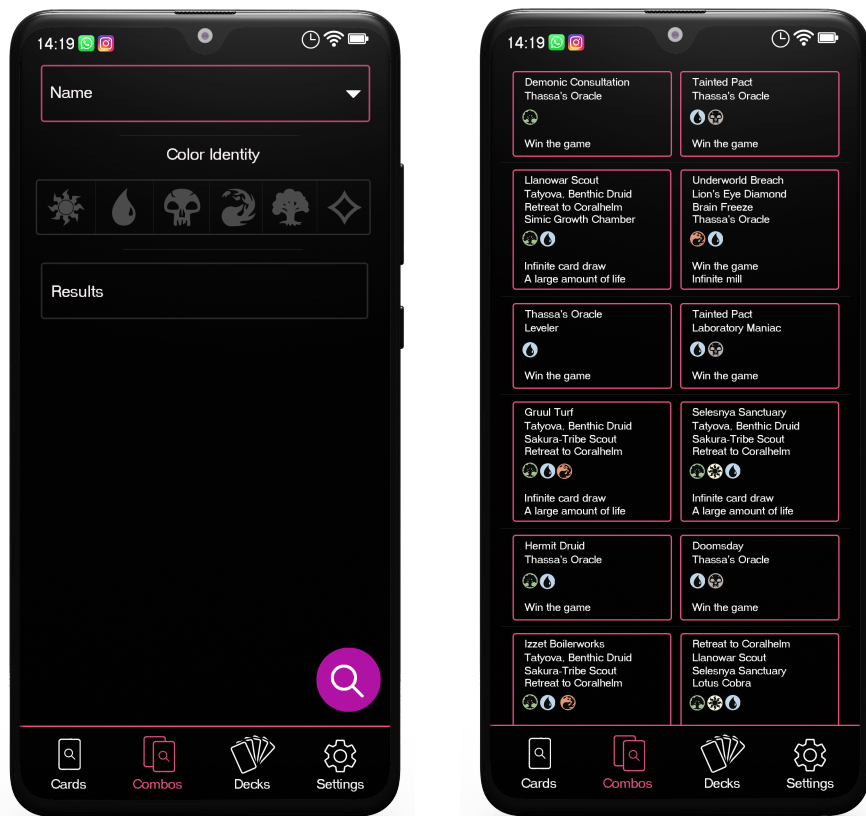 14:19
Name
Color Identity
Results
Cards
Combos
Decks
Settings
14:19
Demonic Consultation
Thassa's Oracle
Win the game
Tainted Pact
Thassa's Oracle
Win the game
Llanowar Scout
Tatyova, Benthic Druid
Retreat to Coralhelm
Simic Growth Chamber
Infinite card draw
A large amount of life
Underworld Breach
Lion's Eye Diamond
Brain Freeze
Thassa's Oracle
Win the game
Infinite mill
Thassa's Oracle
Leveler
Win the game
Tainted Pact
Laboratory Maniac
Win the game
Gruul Turf
Tatyova, Benthic Druid
Sakura-Tribe Scout
Retreat to Coralhelm
Infinite card draw
A large amount of life
Selesnya Sanctuary
Tatyova, Benthic Druid
Sakura-Tribe Scout
Retreat to Coralhelm
Infinite card draw
A large amount of life
Hermit Druid
Thassa's Oracle
Win the game
Doomsday
Thassa's Oracle
Win the game
Izzet Boilerworks
Tatyova, Benthic Druid
Sakura-Tribe Scout
Retreat to Coralhelm
Retreat to Coralhelm
Llanowar Scout
Selesnya Sanctuary
Lotus Cobra
Cards
Combos
Decks
Settings